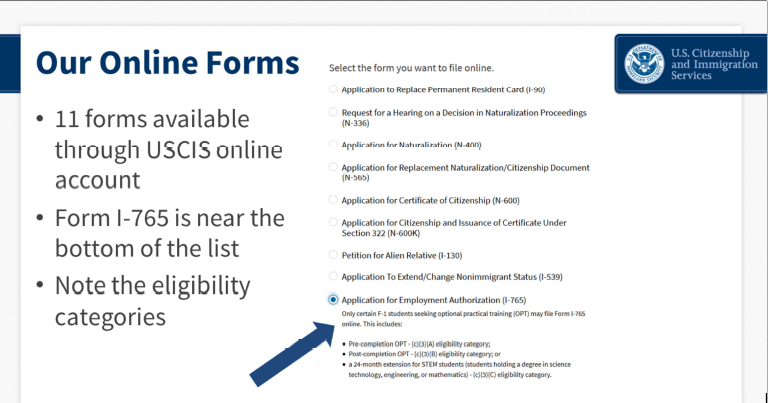 Our Online Forms
• 11 forms available
through USCIS online
account
• Form I-765 is near the
bottom of the list
• Note the eligibility
categories
Select the form you want to file online.
Application to Replace Permanent Resident Card (I-90)
Request for a Hearing on a Decision in Naturalization Proceedings
(N-336)
Application for Naturalization (N-400)
Application for Replacement Naturalization/Citizenship Document
(N-565)
Application for Certificate of Citizenship (N-600)
Application for Citizenship and Issuance of Certificate Under
Section 322 (N-600K)
Petition for Alien Relative (I-130)
Application To Extend/Change Nonimmigrant Status (I-539)
Application for Employment Authorization (I-765)
Only certain F-1 students seeking optional practical training (OPT) may file Form I-765
online. This includes:
• Pre-completion OPT - (c)(3)(A) eligibility category;
• Post-completion OPT - (c)(3)(B) eligibility category; or
• a 24-month extension for STEM students (students holding a degree in science
technology, engineering, or mathematics) - (c)(3)(C) eligibility category.
U.S. Citizenship
and Immigration
Services